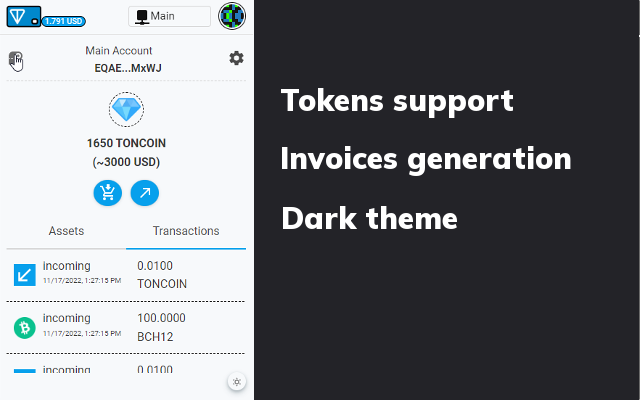 1.791 USD
Main
Main Account
EQAE...MxWJ
1650 TONCOIN
(~3000 USD)
Assets
Transactions
incoming
0.0100
11/17/2022, 1:27:15 PM
TONCOIN
incoming
100.0000
11/17/2022, 1:27:15 PM
BCH12
incoming
0.0100
Tokens support
Invoices generation
Dark theme